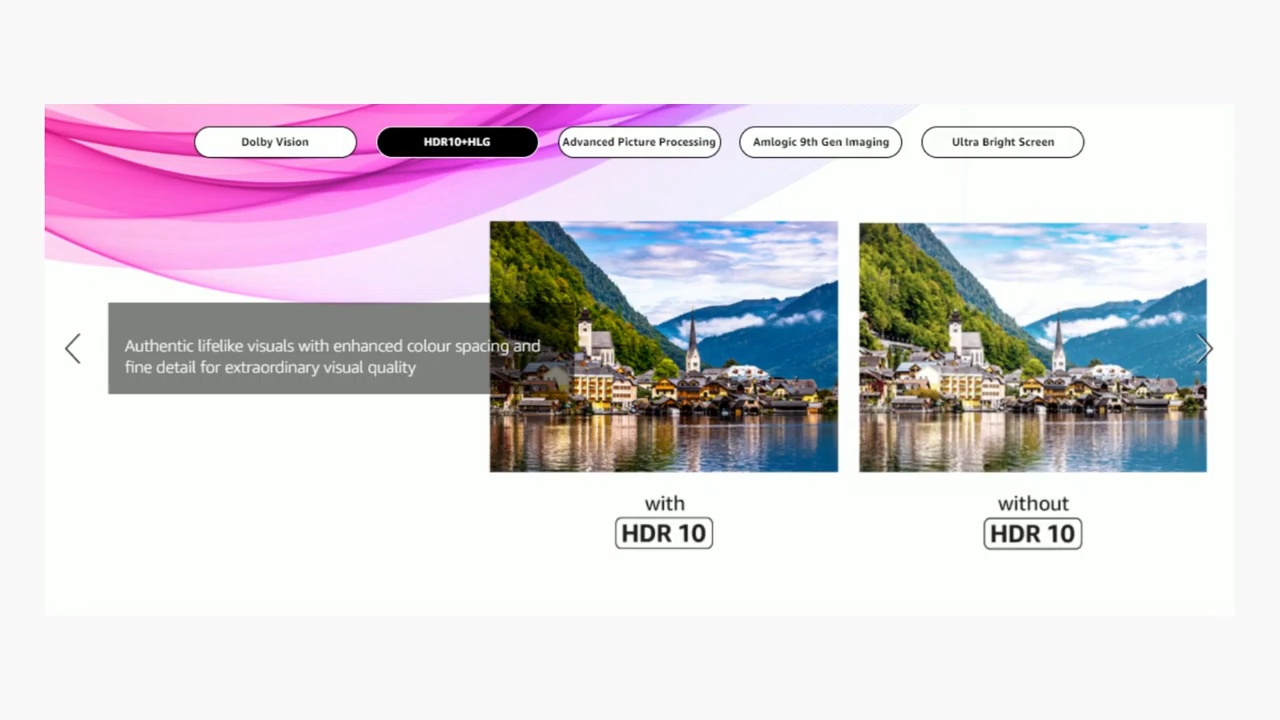 Dolby Vision
HDR10+HLG
Advanced Picture Processing
Amlogic 9th Gen Imaging
Ultra Bright Screen
Authentic lifelike visuals with enhanced colour spacing and
fine detail for extraordinary visual quality
with
HDR 10
without
HDR 10